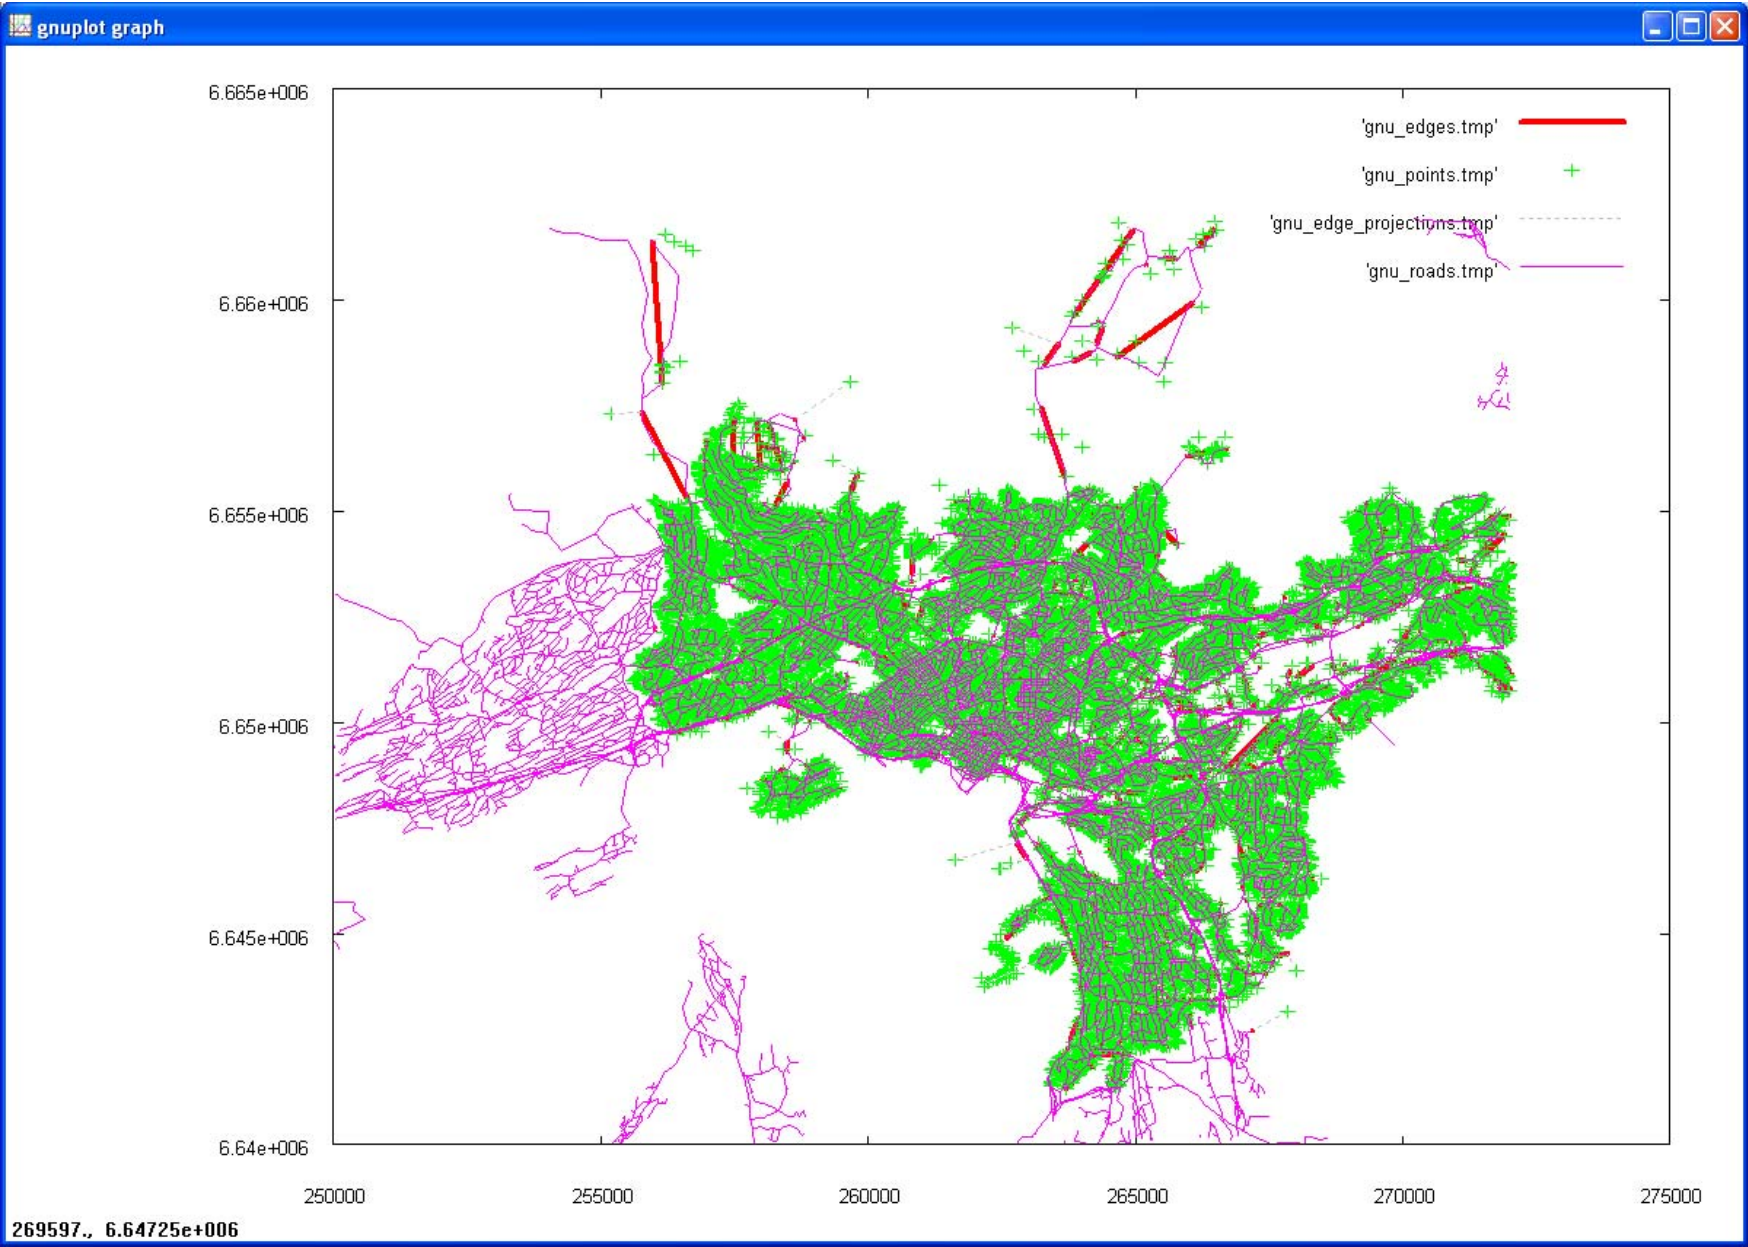 gnuplot graph
6.665e+006
6.66e+006
6.655e+006
6.65e+006
6.645e+006
6.64e+006
'gnu_edges.tmp'
'gnu_points.tmp'
'gnu_edge_projections.tmp'
'gnu_roads.tmp'
250000 255000 260000 265000 270000 275000
269597., 6.64725e+006